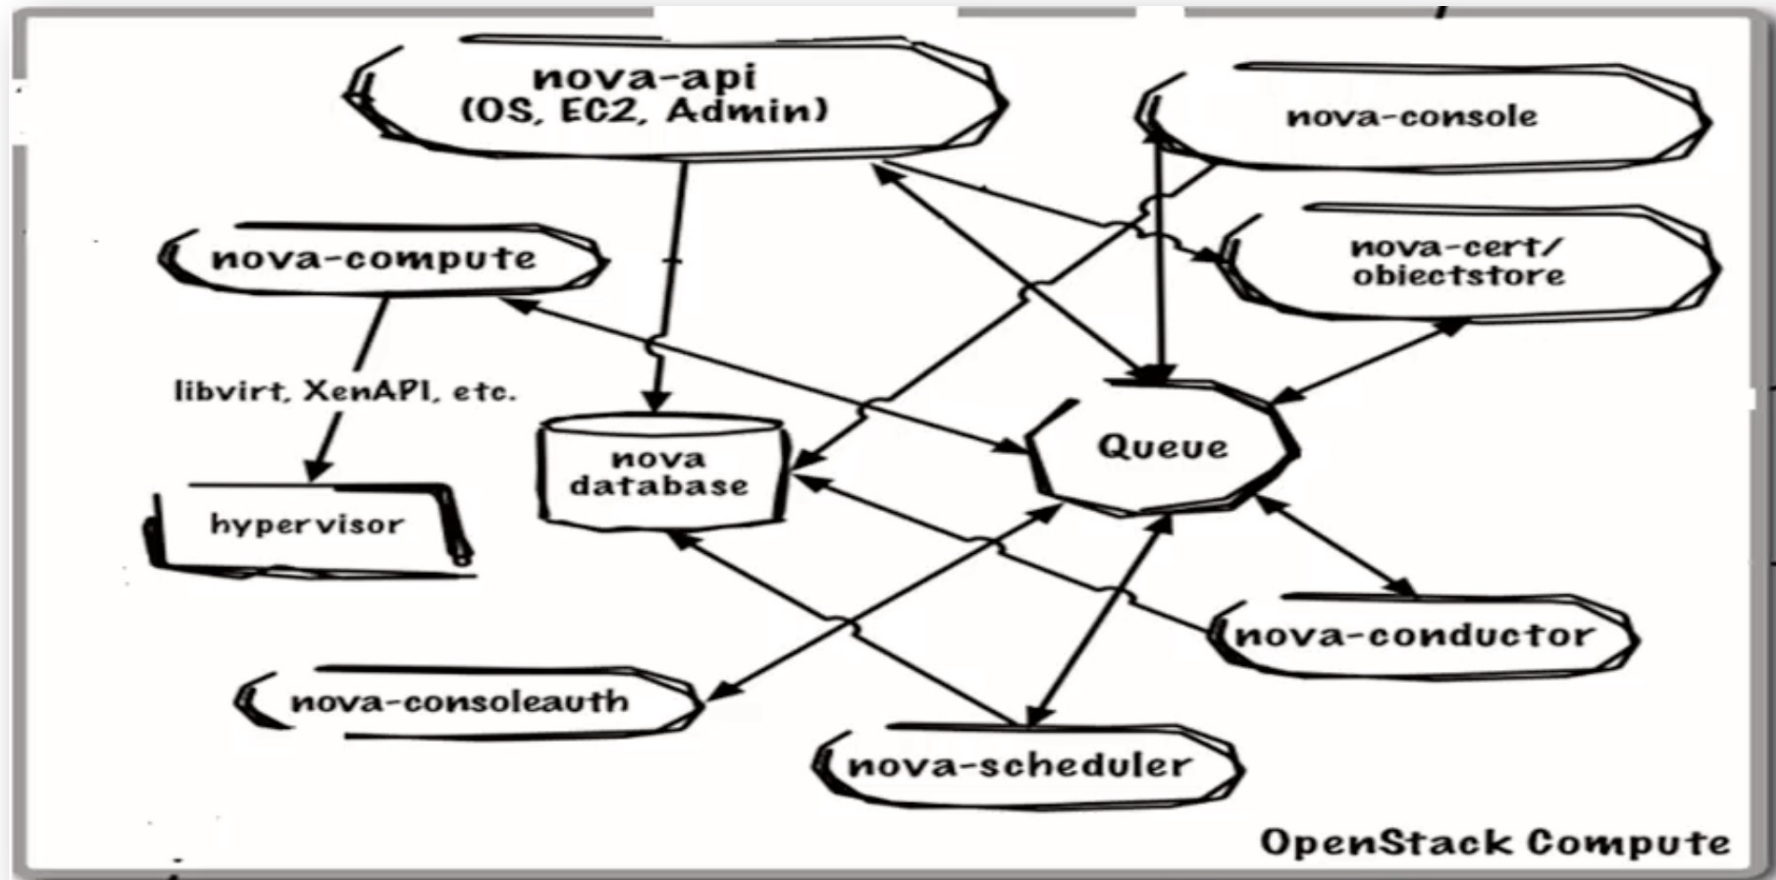 nova-api
(OS, EC2, Admin)
nova-console
nova-compute
nova-cert/
obiectstore
libvirt, XenAPI, etc.
nova
database
Queue
hypervisor
nova-conductor
nova-consoleauth
nova-scheduler
OpenStack Compute